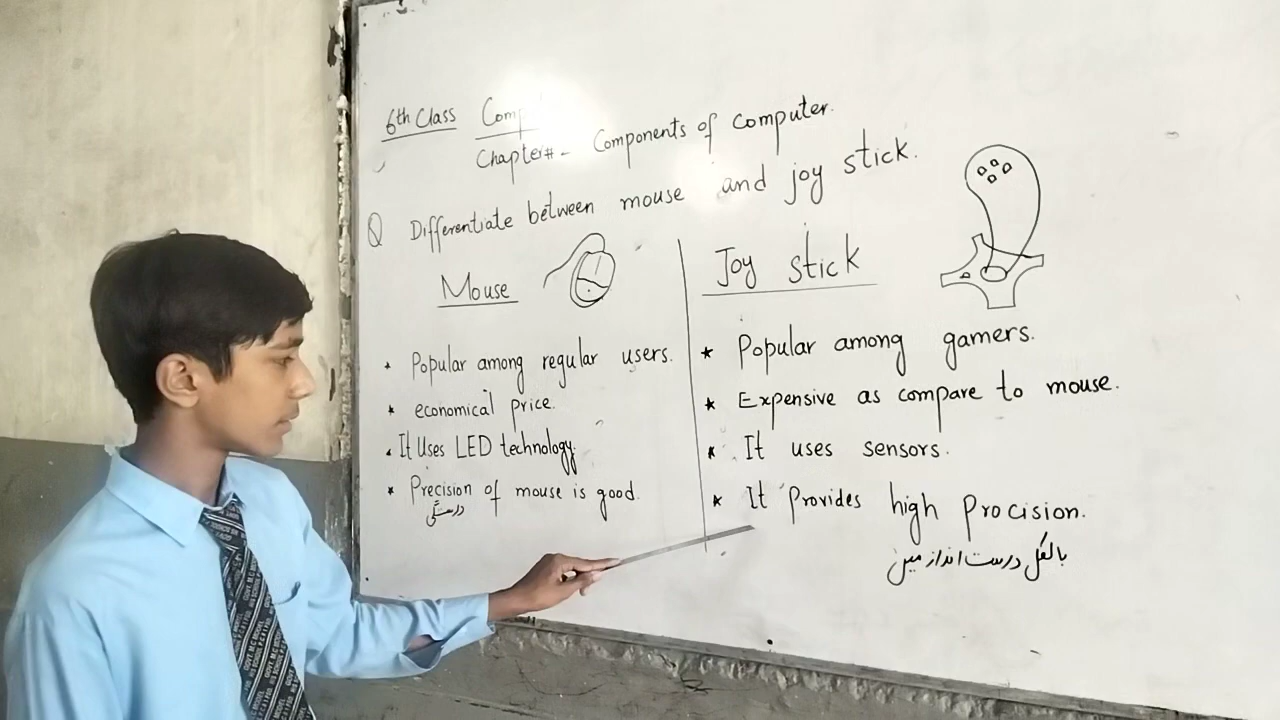 6th Class Comp
Chapter# - Components of computer.
Q Differentiate between mouse and joy stick.
Mouse
* Popular among regular users.
* economical price.
* It Uses LED technology.
* Precision of mouse is good.
درستگی
Joy stick
* Popular among gamers.
* Expensive as compare to mouse.
* It uses sensors.
* It Provides high Procision.
بالکل درست انداز میں